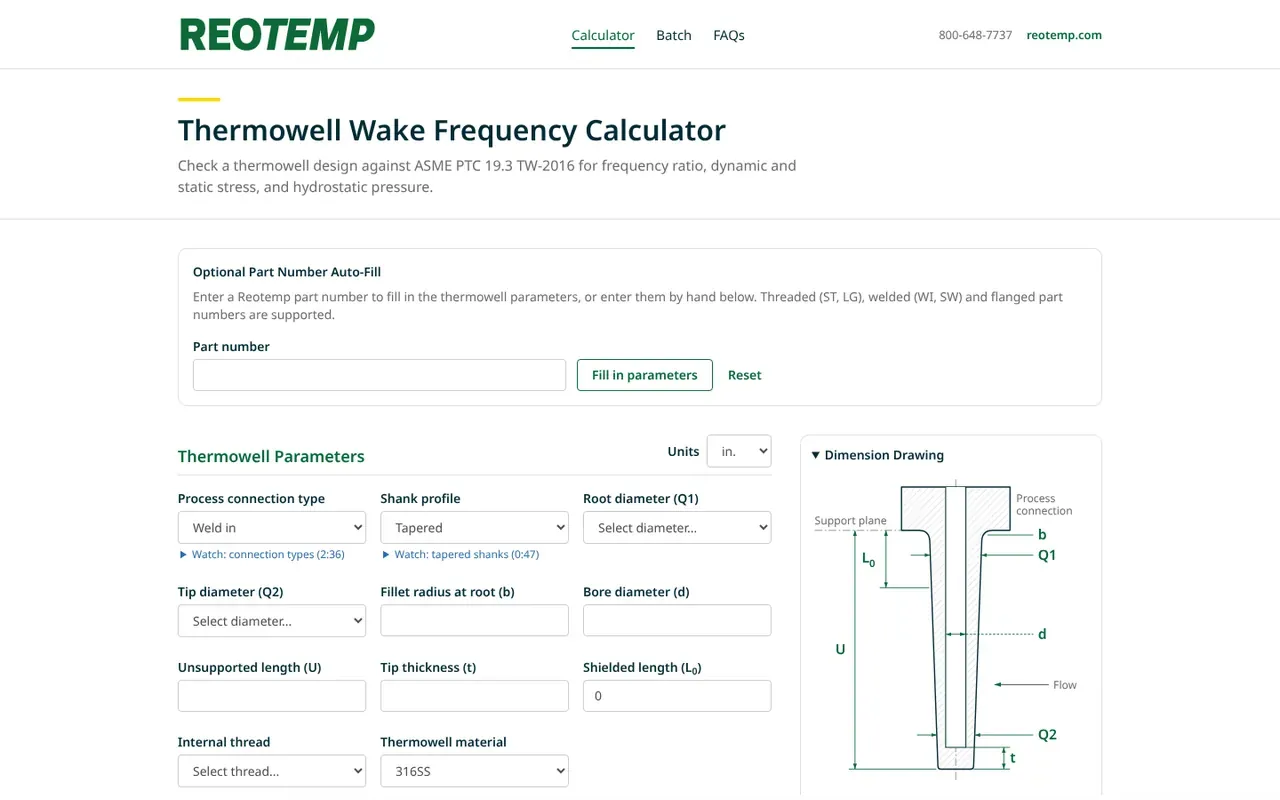 REOTEMP
Calculator
Batch
FAQs
800-648-7737
reotemp.com
Thermowell Wake Frequency Calculator
Check a thermowell design against ASME PTC 19.3 TW-2016 for frequency ratio, dynamic and
static stress, and hydrostatic pressure.
Optional Part Number Auto-Fill
Enter a Reotemp part number to fill in the thermowell parameters, or enter them by hand below. Threaded (ST, LG), welded (WI, SW) and flanged part
numbers are supported.
Part number
Fill in parameters
Reset
Thermowell Parameters
Units
in.
Process connection type
Shank profile
Root diameter (Q1)
Weld in
Tapered
Select diameter...
Watch: connection types (2:36)
Watch: tapered shanks (0:47)
Tip diameter (Q2)
Fillet radius at root (b)
Bore diameter (d)
Select diameter...
Unsupported length (U)
Tip thickness (t)
Shielded length (L0)
0
Internal thread
Thermowell material
Select thread...
316SS
Dimension Drawing
Process
connection
Support plane
b
L0
Q1
d
U
Flow
Q2
t